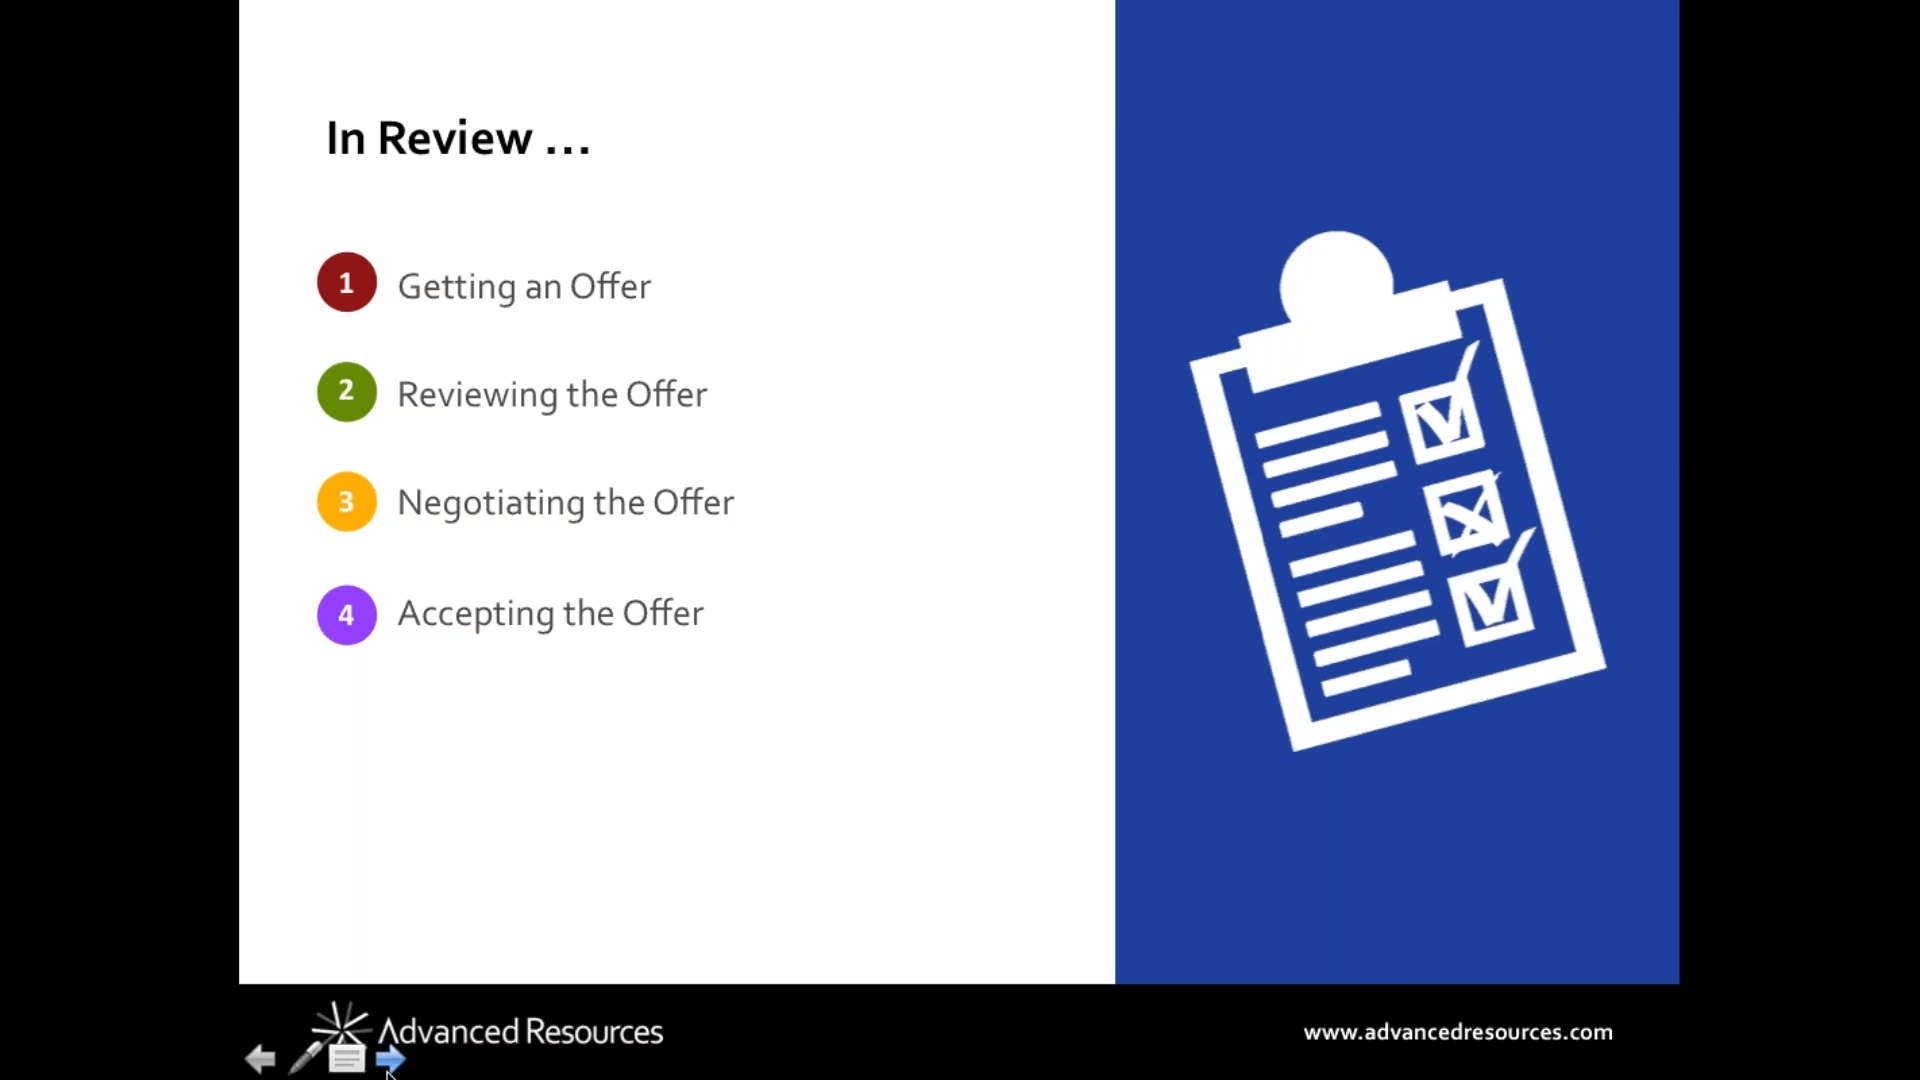 In Review ...
1 Getting an Offer
2 Reviewing the Offer
3 Negotiating the Offer
4 Accepting the Offer
Advanced Resources
www.advancedresources.com